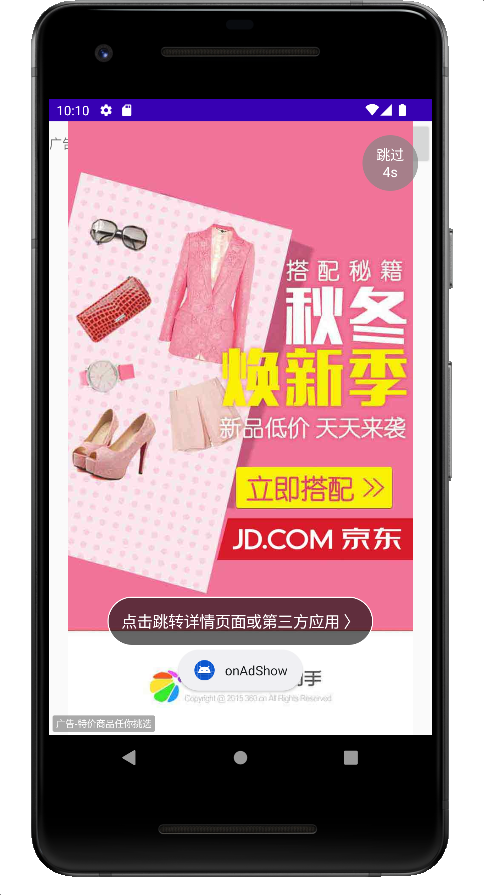 10:10
广告
跳过
4s
搭配秘籍
秋冬
焕新季
新品低价 天天来袭
立即搭配 >>
JD.COM 京东
点击跳转详情页面或第三方应用 〉
onAdShow
手
Copyright @ 2015 360.cn All Rights Reserved
广告-特价商品任你挑选